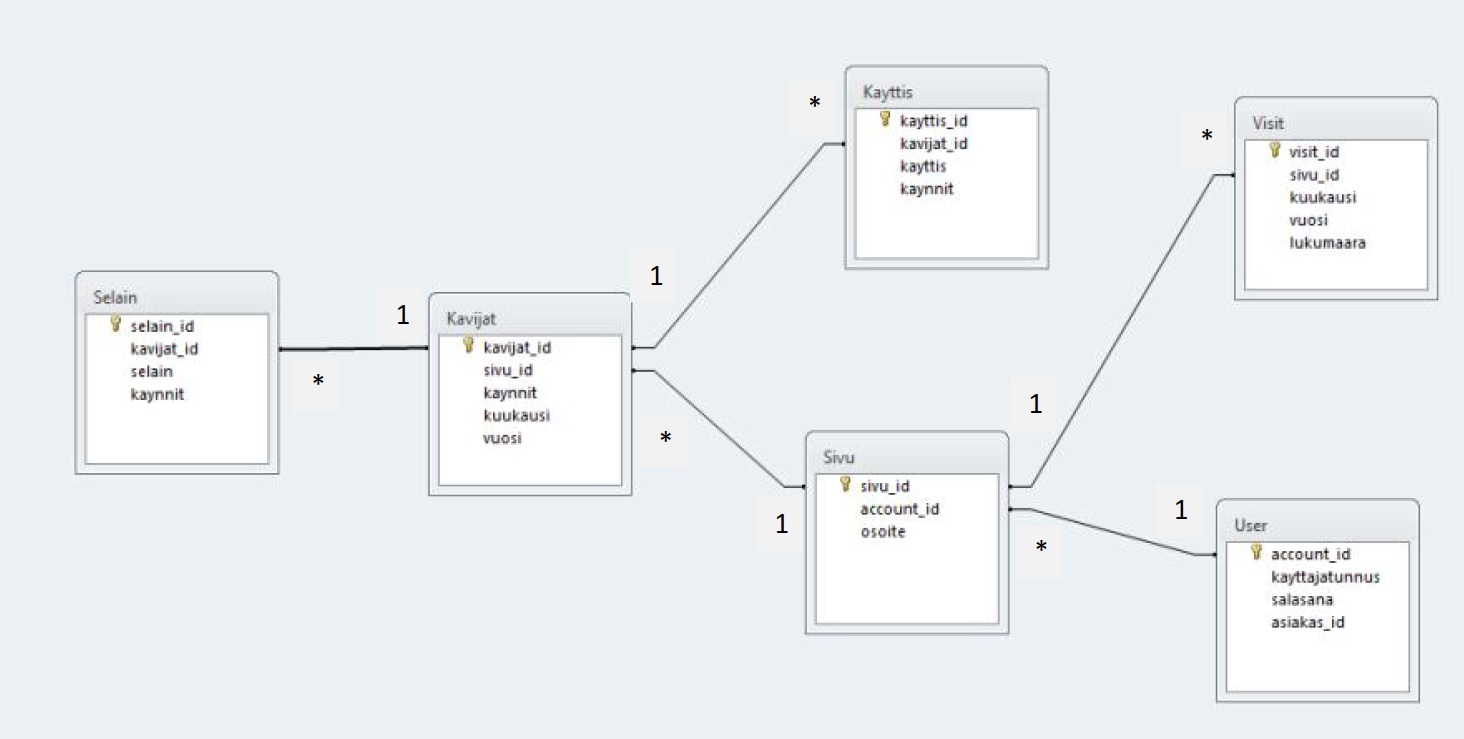 Selain
selain_id
kavijat_id
selain
kaynnit
*
1
Kavijat
kavijat_id
sivu_id
kaynnit
kuukausi
vuosi
1
*
*
Kayttis
kayttis_id
kavijat_id
kayttis
kaynnit
1
Sivu
sivu_id
account_id
osoite
1
*
*
Visit
visit_id
sivu_id
kuukausi
vuosi
lukumaara
1
User
account_id
kayttajatunnus
salasana
asiakas_id